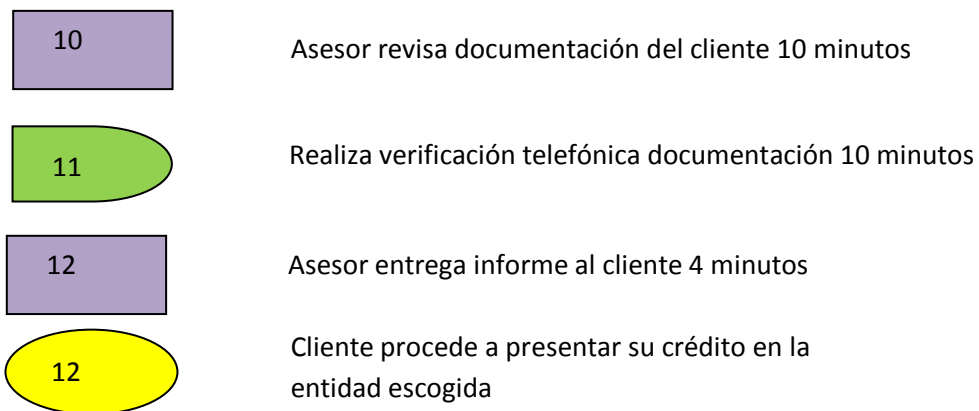 10 Asesor revisa documentación del cliente 10 minutos
11 Realiza verificación telefónica documentación 10 minutos
12 Asesor entrega informe al cliente 4 minutos
12 Cliente procede a presentar su crédito en la
entidad escogida